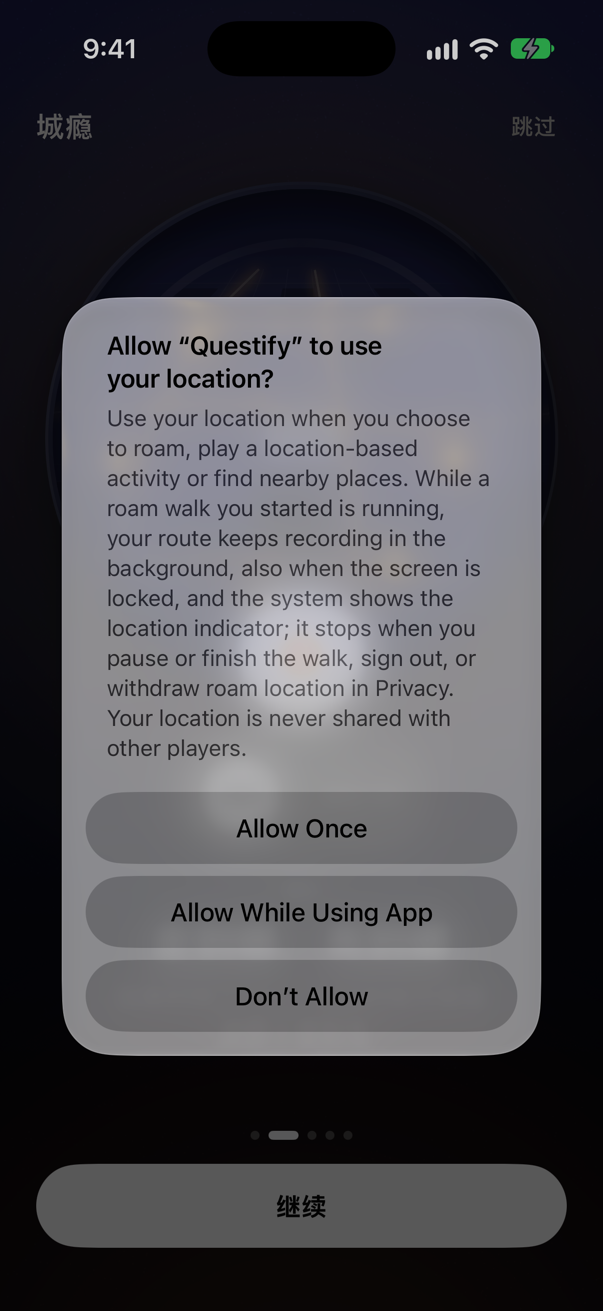 9:41
城瘾
跳过
Allow “Questify” to use
your location?
Use your location when you choose
to roam, play a location-based
activity or find nearby places. While a
roam walk you started is running,
your route keeps recording in the
background, also when the screen is
locked, and the system shows the
location indicator; it stops when you
pause or finish the walk, sign out, or
withdraw roam location in Privacy.
Your location is never shared with
other players.
Allow Once
Allow While Using App
Don’t Allow
继续